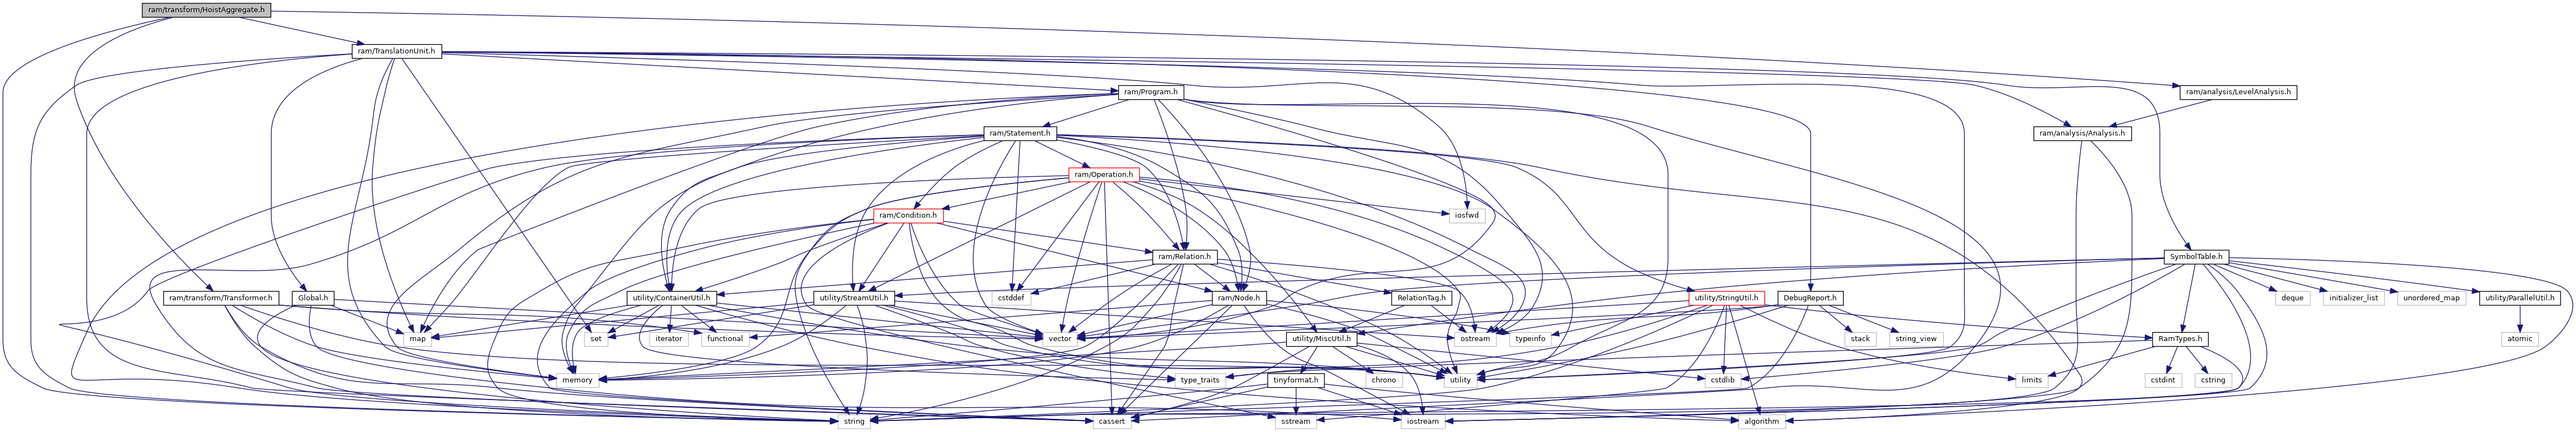 ram/transform/HoistAggregate.h
ram/TranslationUnit.h
ram/Program.h
ram/analysis/LevelAnalysis.h
ram/Statement.h
ram/analysis/Analysis.h
ram/Operation.h
ram/Condition.h
iosfwd
ram/Relation.h
SymbolTable.h
ram/transform/Transformer.h
Global.h
utility/ContainerUtil.h
utility/StreamUtil.h
cstddef
ram/Node.h
RelationTag.h
utility/StringUtil.h
DebugReport.h
deque
initializer_list
unordered_map
utility/ParallelUtil.h
map
set
iterator
functional
vector
utility/MiscUtil.h
ostream
typeinfo
stack
string_view
RamTypes.h
atomic
memory
type_traits
tinyformat.h
chrono
utility
cstdlib
limits
cstdint
cstring
string
cassert
sstream
iostream
algorithm